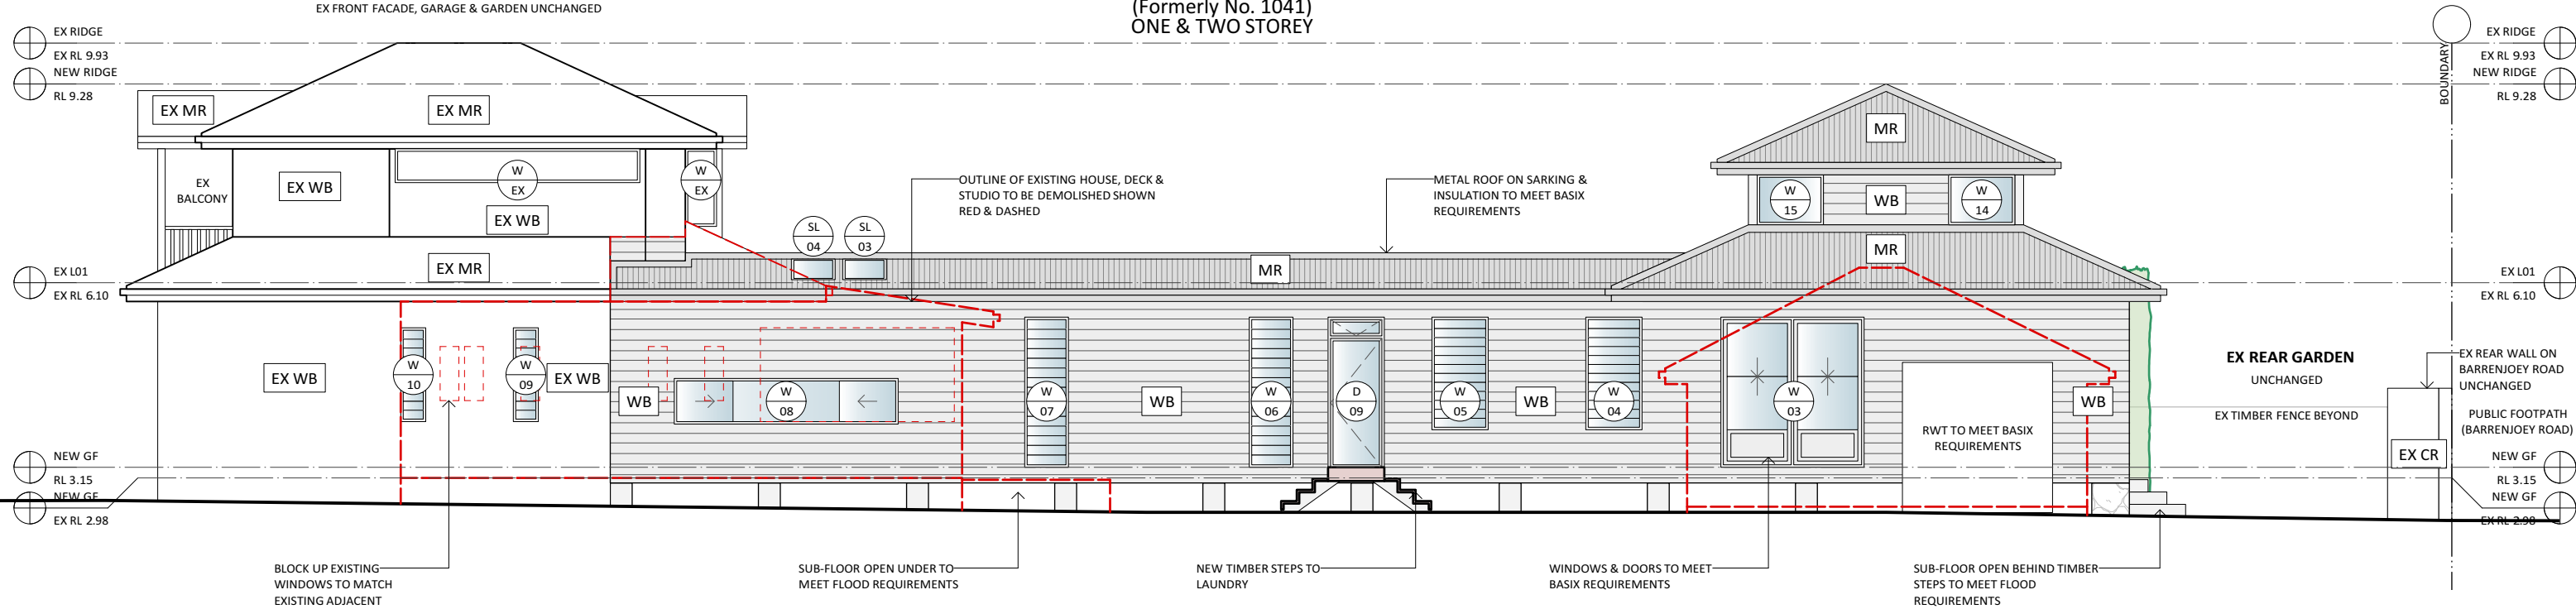 EX FRONT FACADE, GARAGE & GARDEN UNCHANGED
(Formerly No. 1041)
ONE & TWO STOREY
EX RIDGE
EX RL 9.93
NEW RIDGE
RL 9.28
EX RIDGE
EX RL 9.93
NEW RIDGE
RL 9.28
BOUNDARY
EX MR
EX MR
MR
EX
BALCONY
EX WB
W
EX
W
EX
EX WB
OUTLINE OF EXISTING HOUSE, DECK &
STUDIO TO BE DEMOLISHED SHOWN
RED & DASHED
METAL ROOF ON SARKING &
INSULATION TO MEET BASIX
REQUIREMENTS
W
15
WB
W
14
SL
04
SL
03
EX L01
EX RL 6.10
EX MR
MR
MR
EX L01
EX RL 6.10
EX WB
W
10
W
09
EX WB
WB
W
08
W
07
WB
W
06
D
09
W
05
WB
W
04
W
03
WB
RWT TO MEET BASIX
REQUIREMENTS
EX REAR GARDEN
UNCHANGED
EX TIMBER FENCE BEYOND
EX REAR WALL ON
BARRENJOEY ROAD
UNCHANGED
PUBLIC FOOTPATH
(BARRENJOEY ROAD)
EX CR
NEW GF
RL 3.15
NEW GF
EX RL 2.98
NEW GF
RL 3.15
NEW GF
EX RL 2.98
BLOCK UP EXISTING
WINDOWS TO MATCH
EXISTING ADJACENT
SUB-FLOOR OPEN UNDER TO
MEET FLOOD REQUIREMENTS
NEW TIMBER STEPS TO
LAUNDRY
WINDOWS & DOORS TO MEET
BASIX REQUIREMENTS
SUB-FLOOR OPEN BEHIND TIMBER
STEPS TO MEET FLOOD
REQUIREMENTS